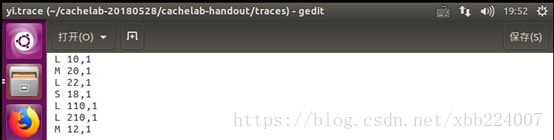 yi.trace (~/cachelab-20180528/cachelab-handout/traces) - gedit
19:52
打开(O)
保存(S)
L 10,1
M 20,1
L 22,1
S 18,1
L 110,1
L 210,1
M 12,1
https://blog.csdn.net/xbb224007